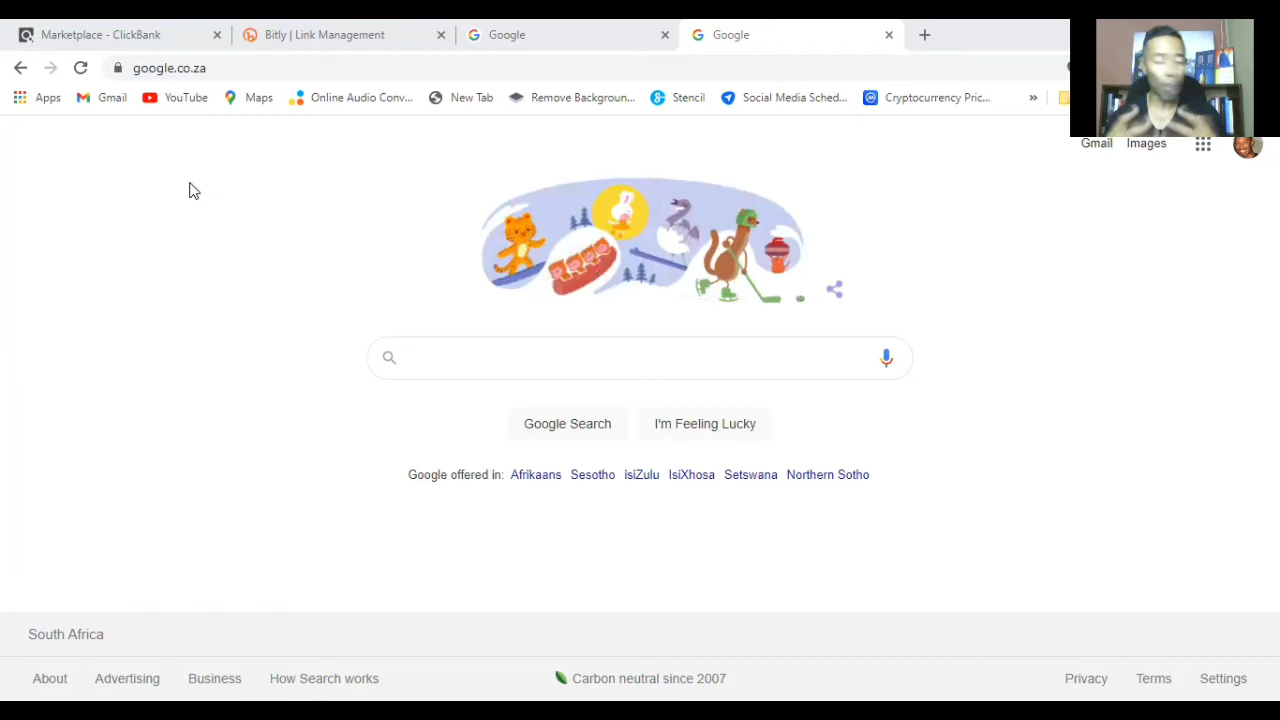 Marketplace - ClickBank
Bitly | Link Management
Google
Google
google.co.za
Apps
Gmail
YouTube
Maps
Online Audio Conv...
New Tab
Remove Backgroun...
Stencil
Social Media Sched...
Cryptocurrency Pric...
Gmail
Images
Google Search
I'm Feeling Lucky
Google offered in: Afrikaans Sesotho isiZulu IsiXhosa Setswana Northern Sotho
South Africa
About
Advertising
Business
How Search works
Carbon neutral since 2007
Privacy
Terms
Settings